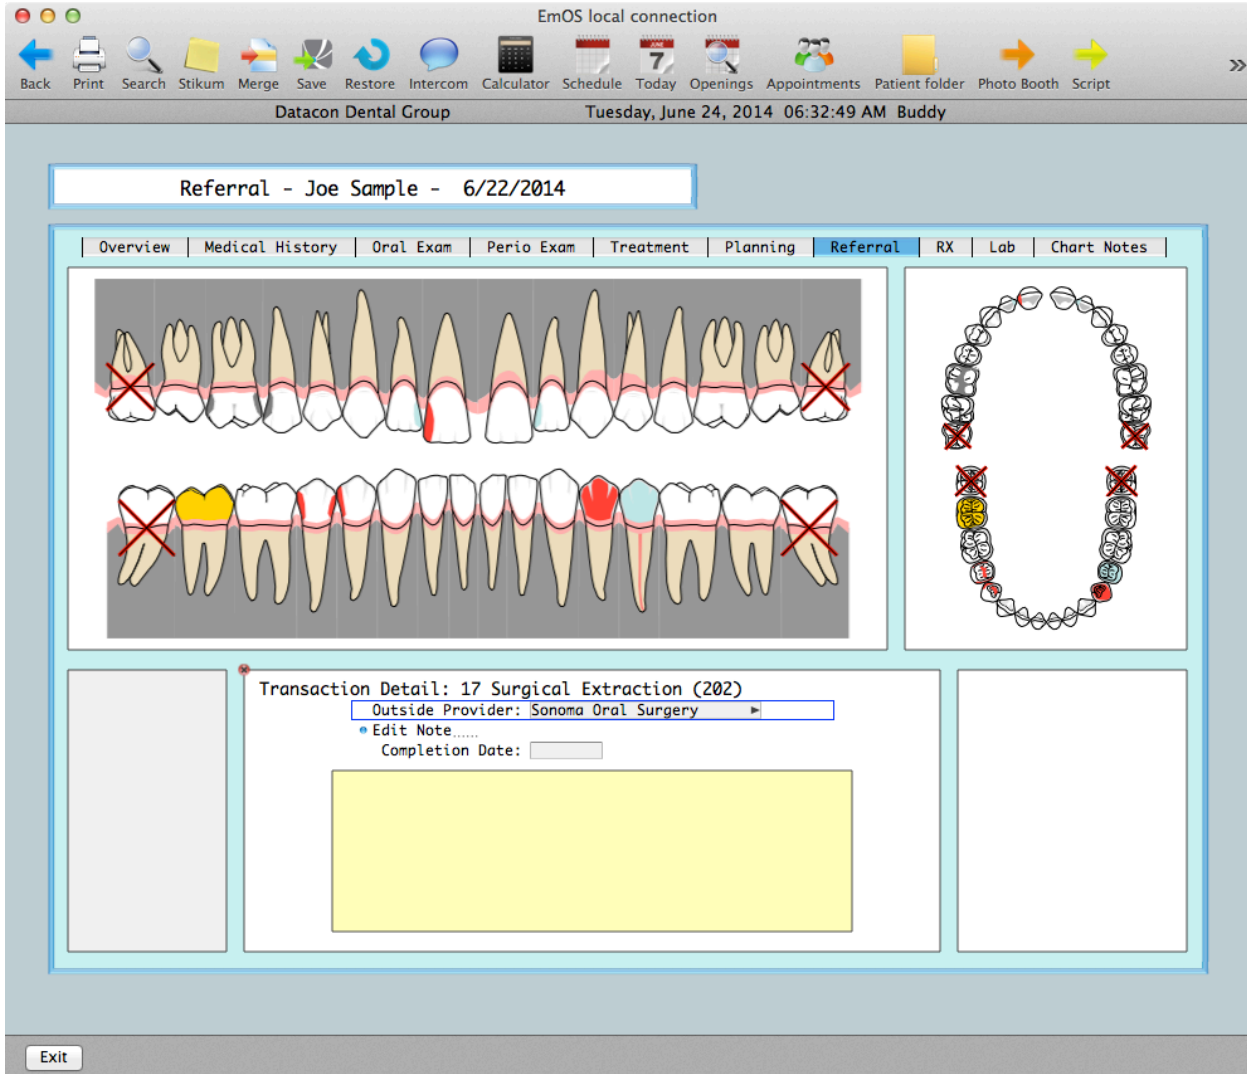 EmOS local connection
Back Print Search Stikum Merge Save Restore Intercom Calculator Schedule Today Openings Appointments Patient folder Photo Booth Script »
JUNE
7
Datacon Dental Group Tuesday, June 24, 2014 06:32:49 AM Buddy
Referral - Joe Sample - 6/22/2014
Overview Medical History Oral Exam Perio Exam Treatment Planning Referral RX Lab Chart Notes
Transaction Detail: 17 Surgical Extraction (202)
Outside Provider: Sonoma Oral Surgery
Edit Note......
Completion Date:
Exit